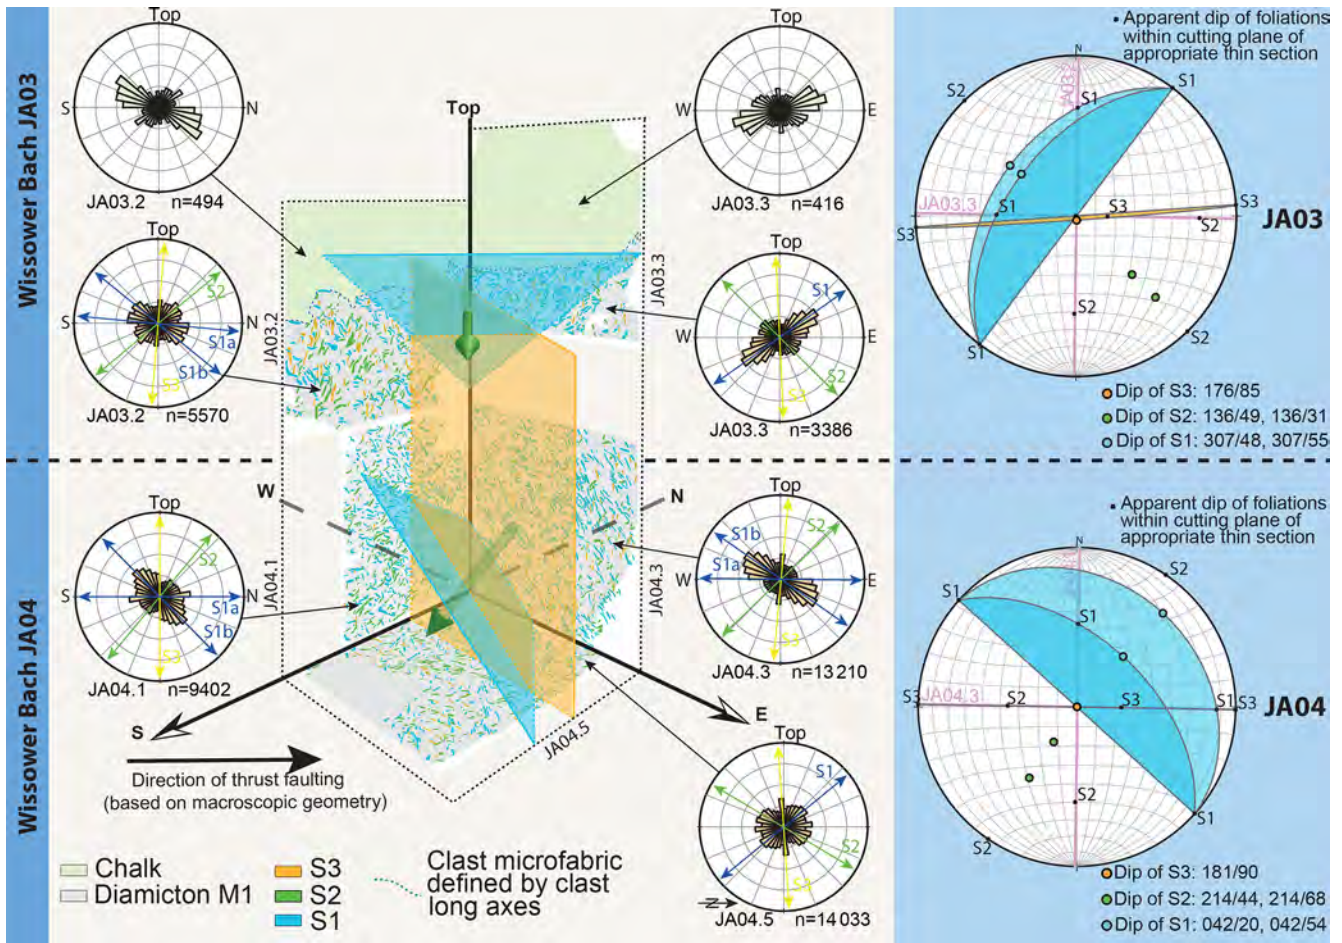 Wissower Bach JA03
Top
S
N
JA03.2 n=494
Top
S
N
S2
S1a
S1b
S3
JA03.2 n=5570
Top
JA03.2
JA03.3
Top
W
E
JA03.3 n=416
Top
W
S1
S2
S3
JA03.3 n=3386
• Apparent dip of foliations
within cutting plane of
appropriate thin section
N
S1
S2
JA03.2
S1
JA03.3
S1
S3
S3
S2
S3
S2
S2
S1
JA03
Dip of S3: 176/85
Dip of S2: 136/49, 136/31
Dip of S1: 307/48, 307/55
Wissower Bach JA04
Top
S
N
S2
S1a
S1b
S3
JA04.1 n=9402
W
N
JA04.1
JA04.3
S
E
JA04.5
Direction of thrust faulting
(based on macroscopic geometry)
Top
S1b
S2
S1a
W
E
S3
JA04.3 n=13 210
Top
S1
S2
S3
N
JA04.5 n=14 033
• Apparent dip of foliations
within cutting plane of
appropriate thin section
N
S2
S1
S1
S3
JA04.3
S2
S3
S1
S3
S2
S1
S2
JA04
Dip of S3: 181/90
Dip of S2: 214/44, 214/68
Dip of S1: 042/20, 042/54
Chalk
Diamicton M1
S3
S2
S1
Clast microfabric
defined by clast
long axes